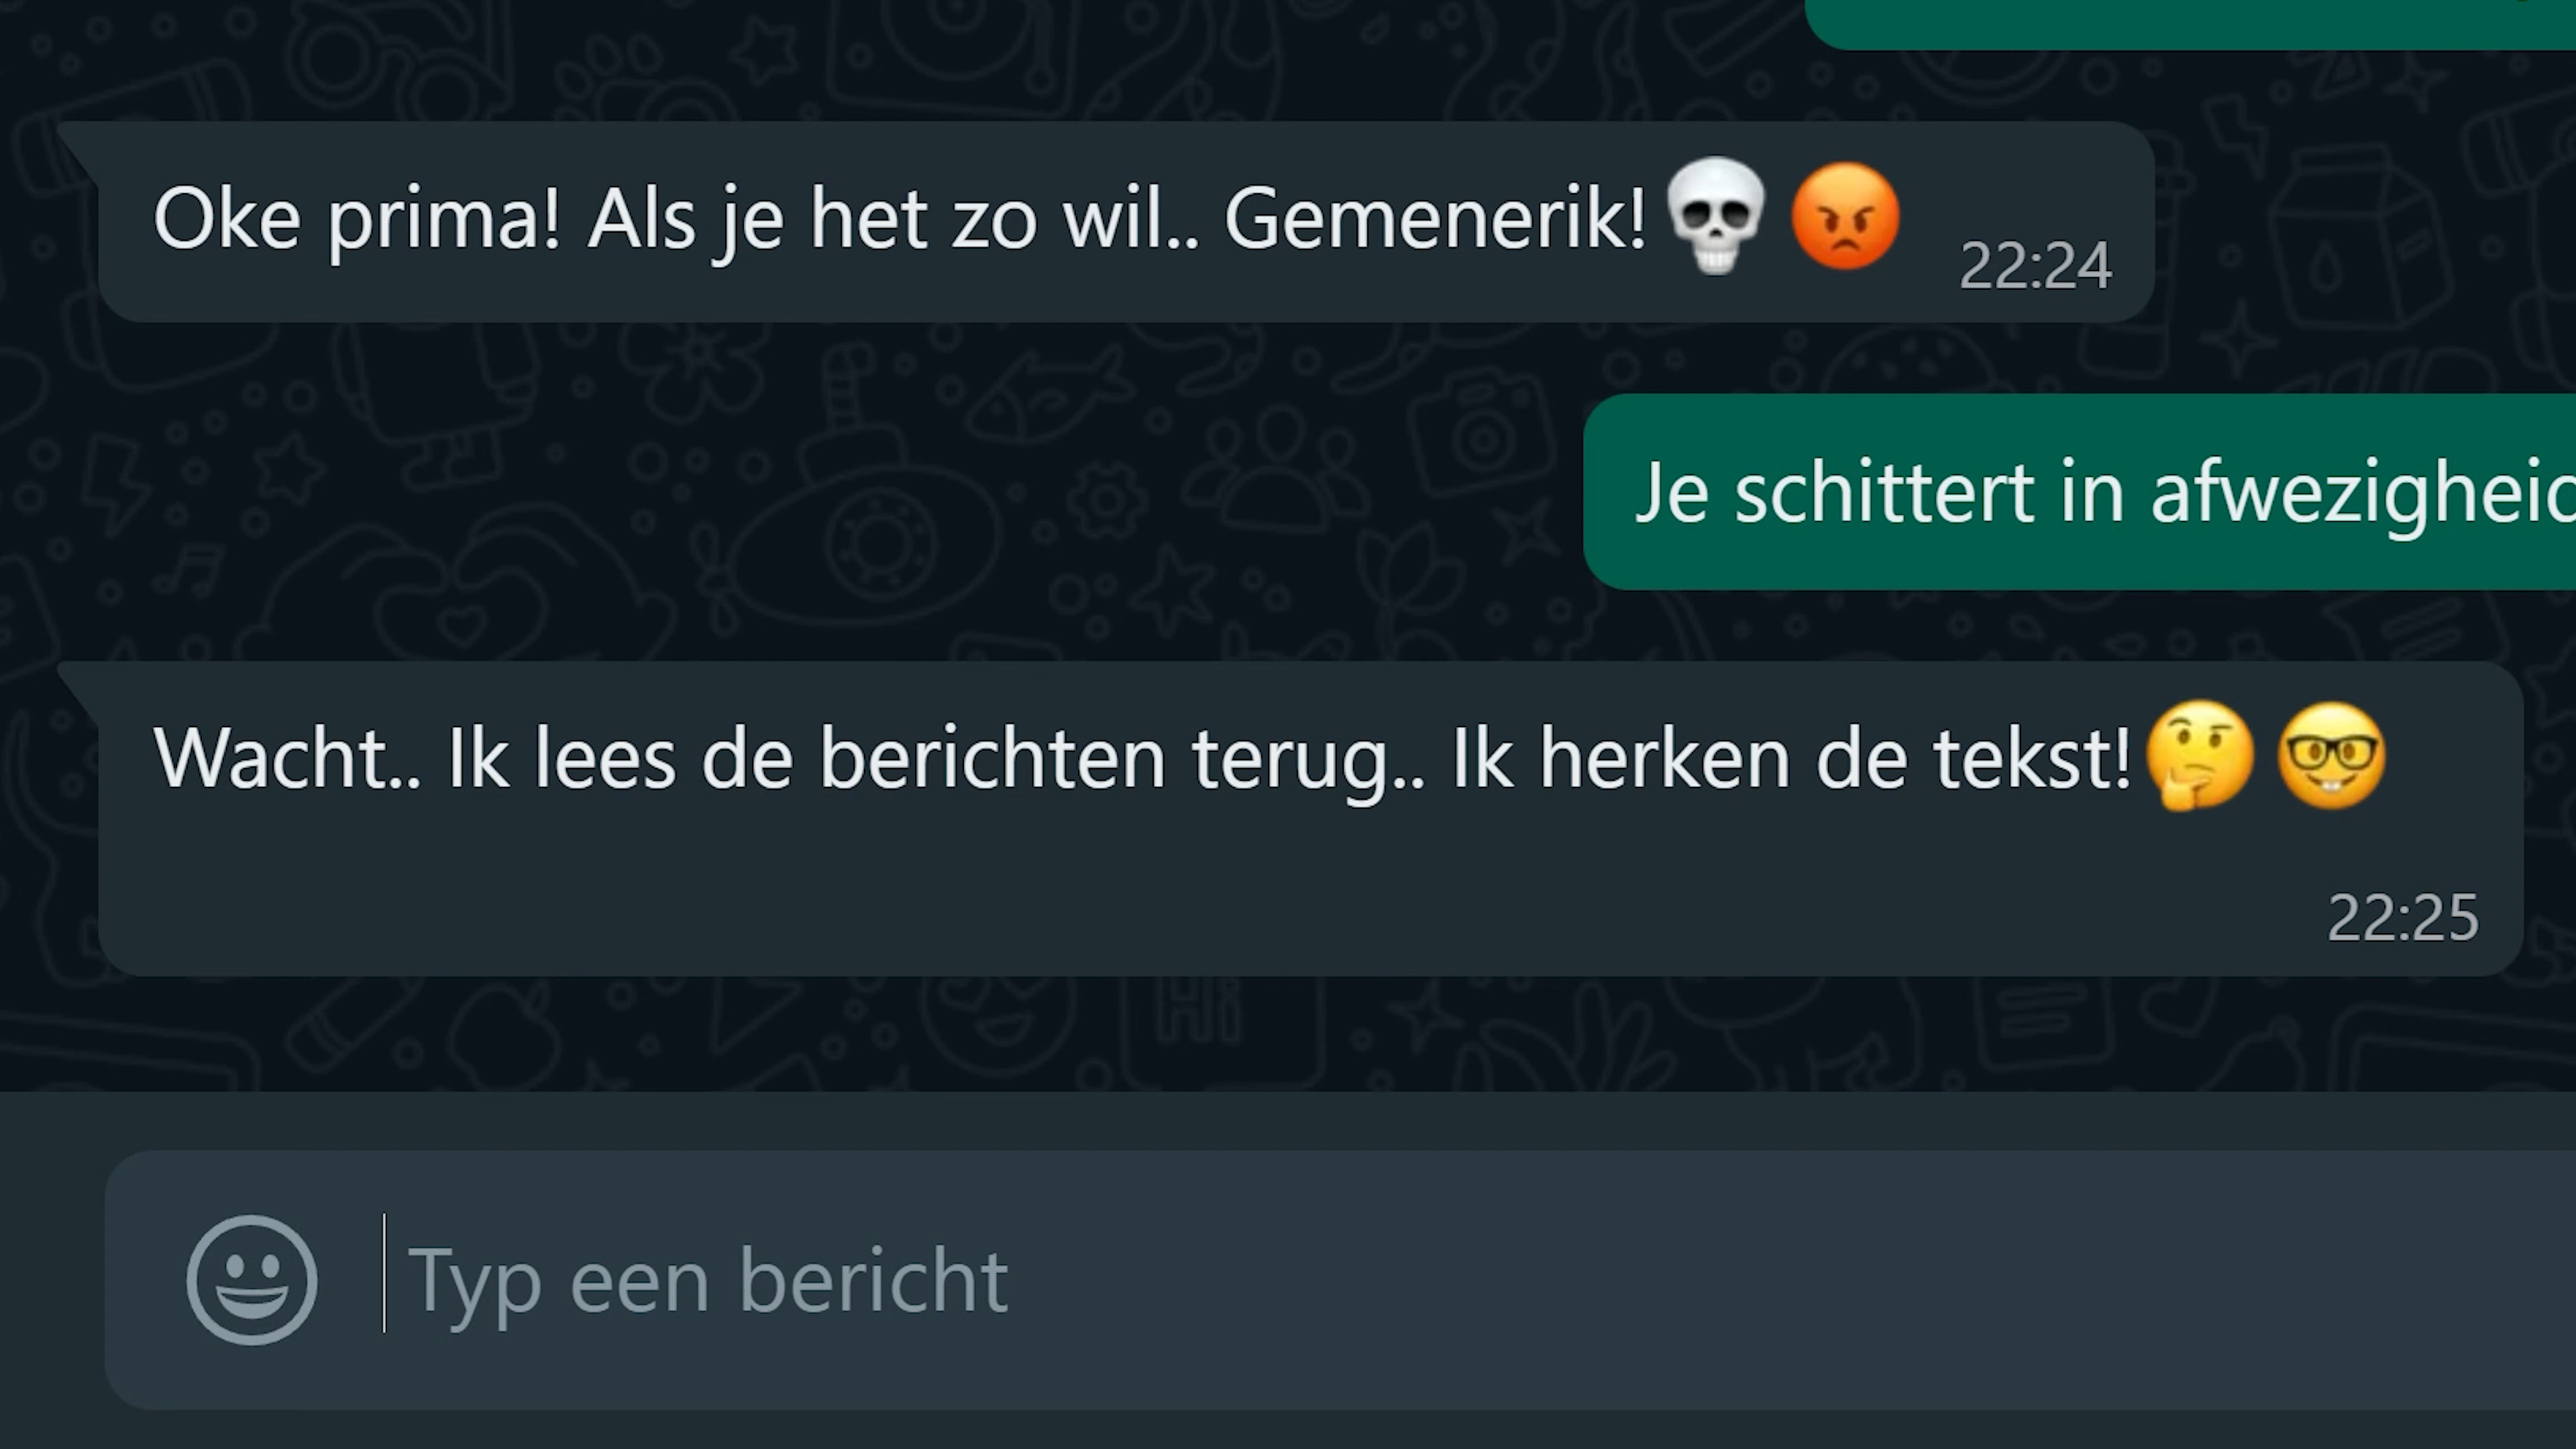 Oke prima! Als je het zo wil.. Gemenerik!💀😡
22:24
Je schittert in
Wacht.. Ik lees de berichten terug.. Ik herken de tekst!🤔🤓
22:25
Typ een bericht